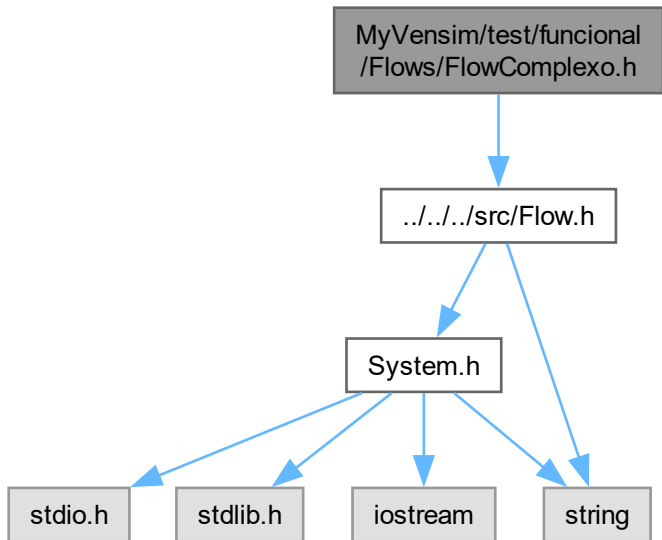 MyVensim/test/funcional
/Flows/FlowComplexo.h
../../../src/Flow.h
System.h
stdio.h
stdlib.h
iostream
string